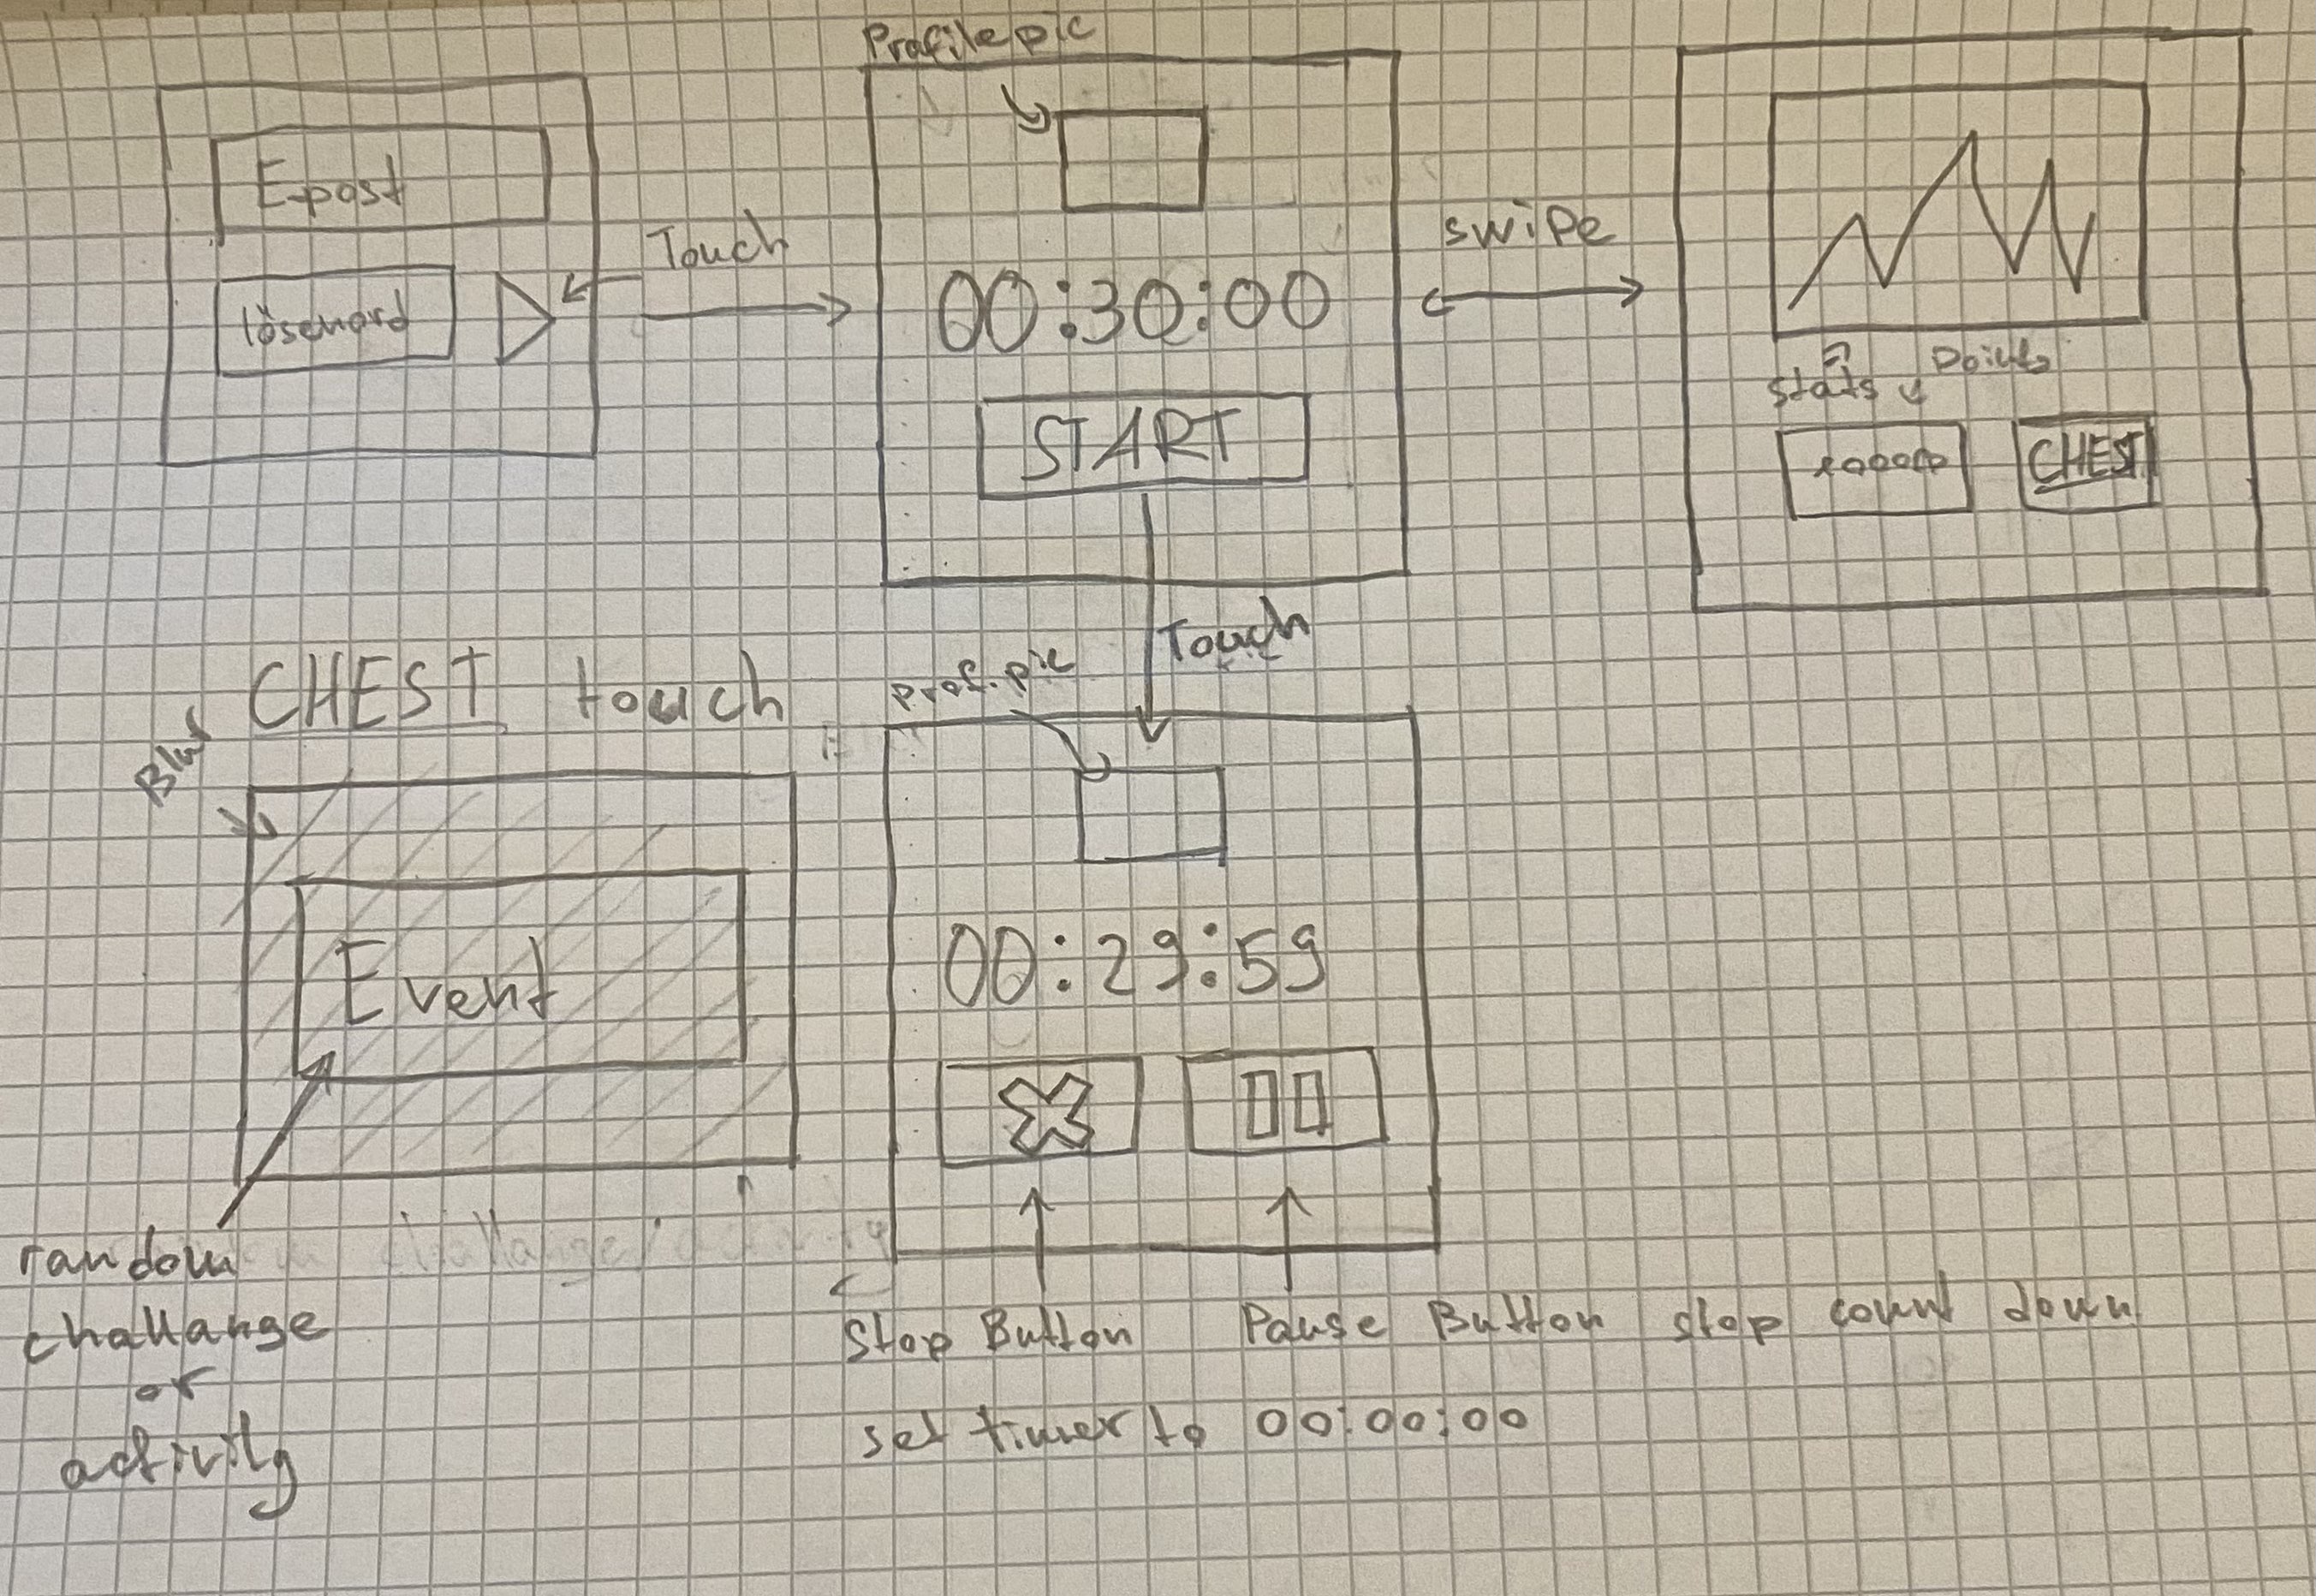 Profile pic
E-post
lösenord
Touch
00:30:00
START
swipe
stats
Points
CHEST
Touch
CHEST touch
Blur
Event
random
challange
or
activity
prof. pic
00:29:59
Stop Button
set timer to 00:00:00
Pause Button stop count down